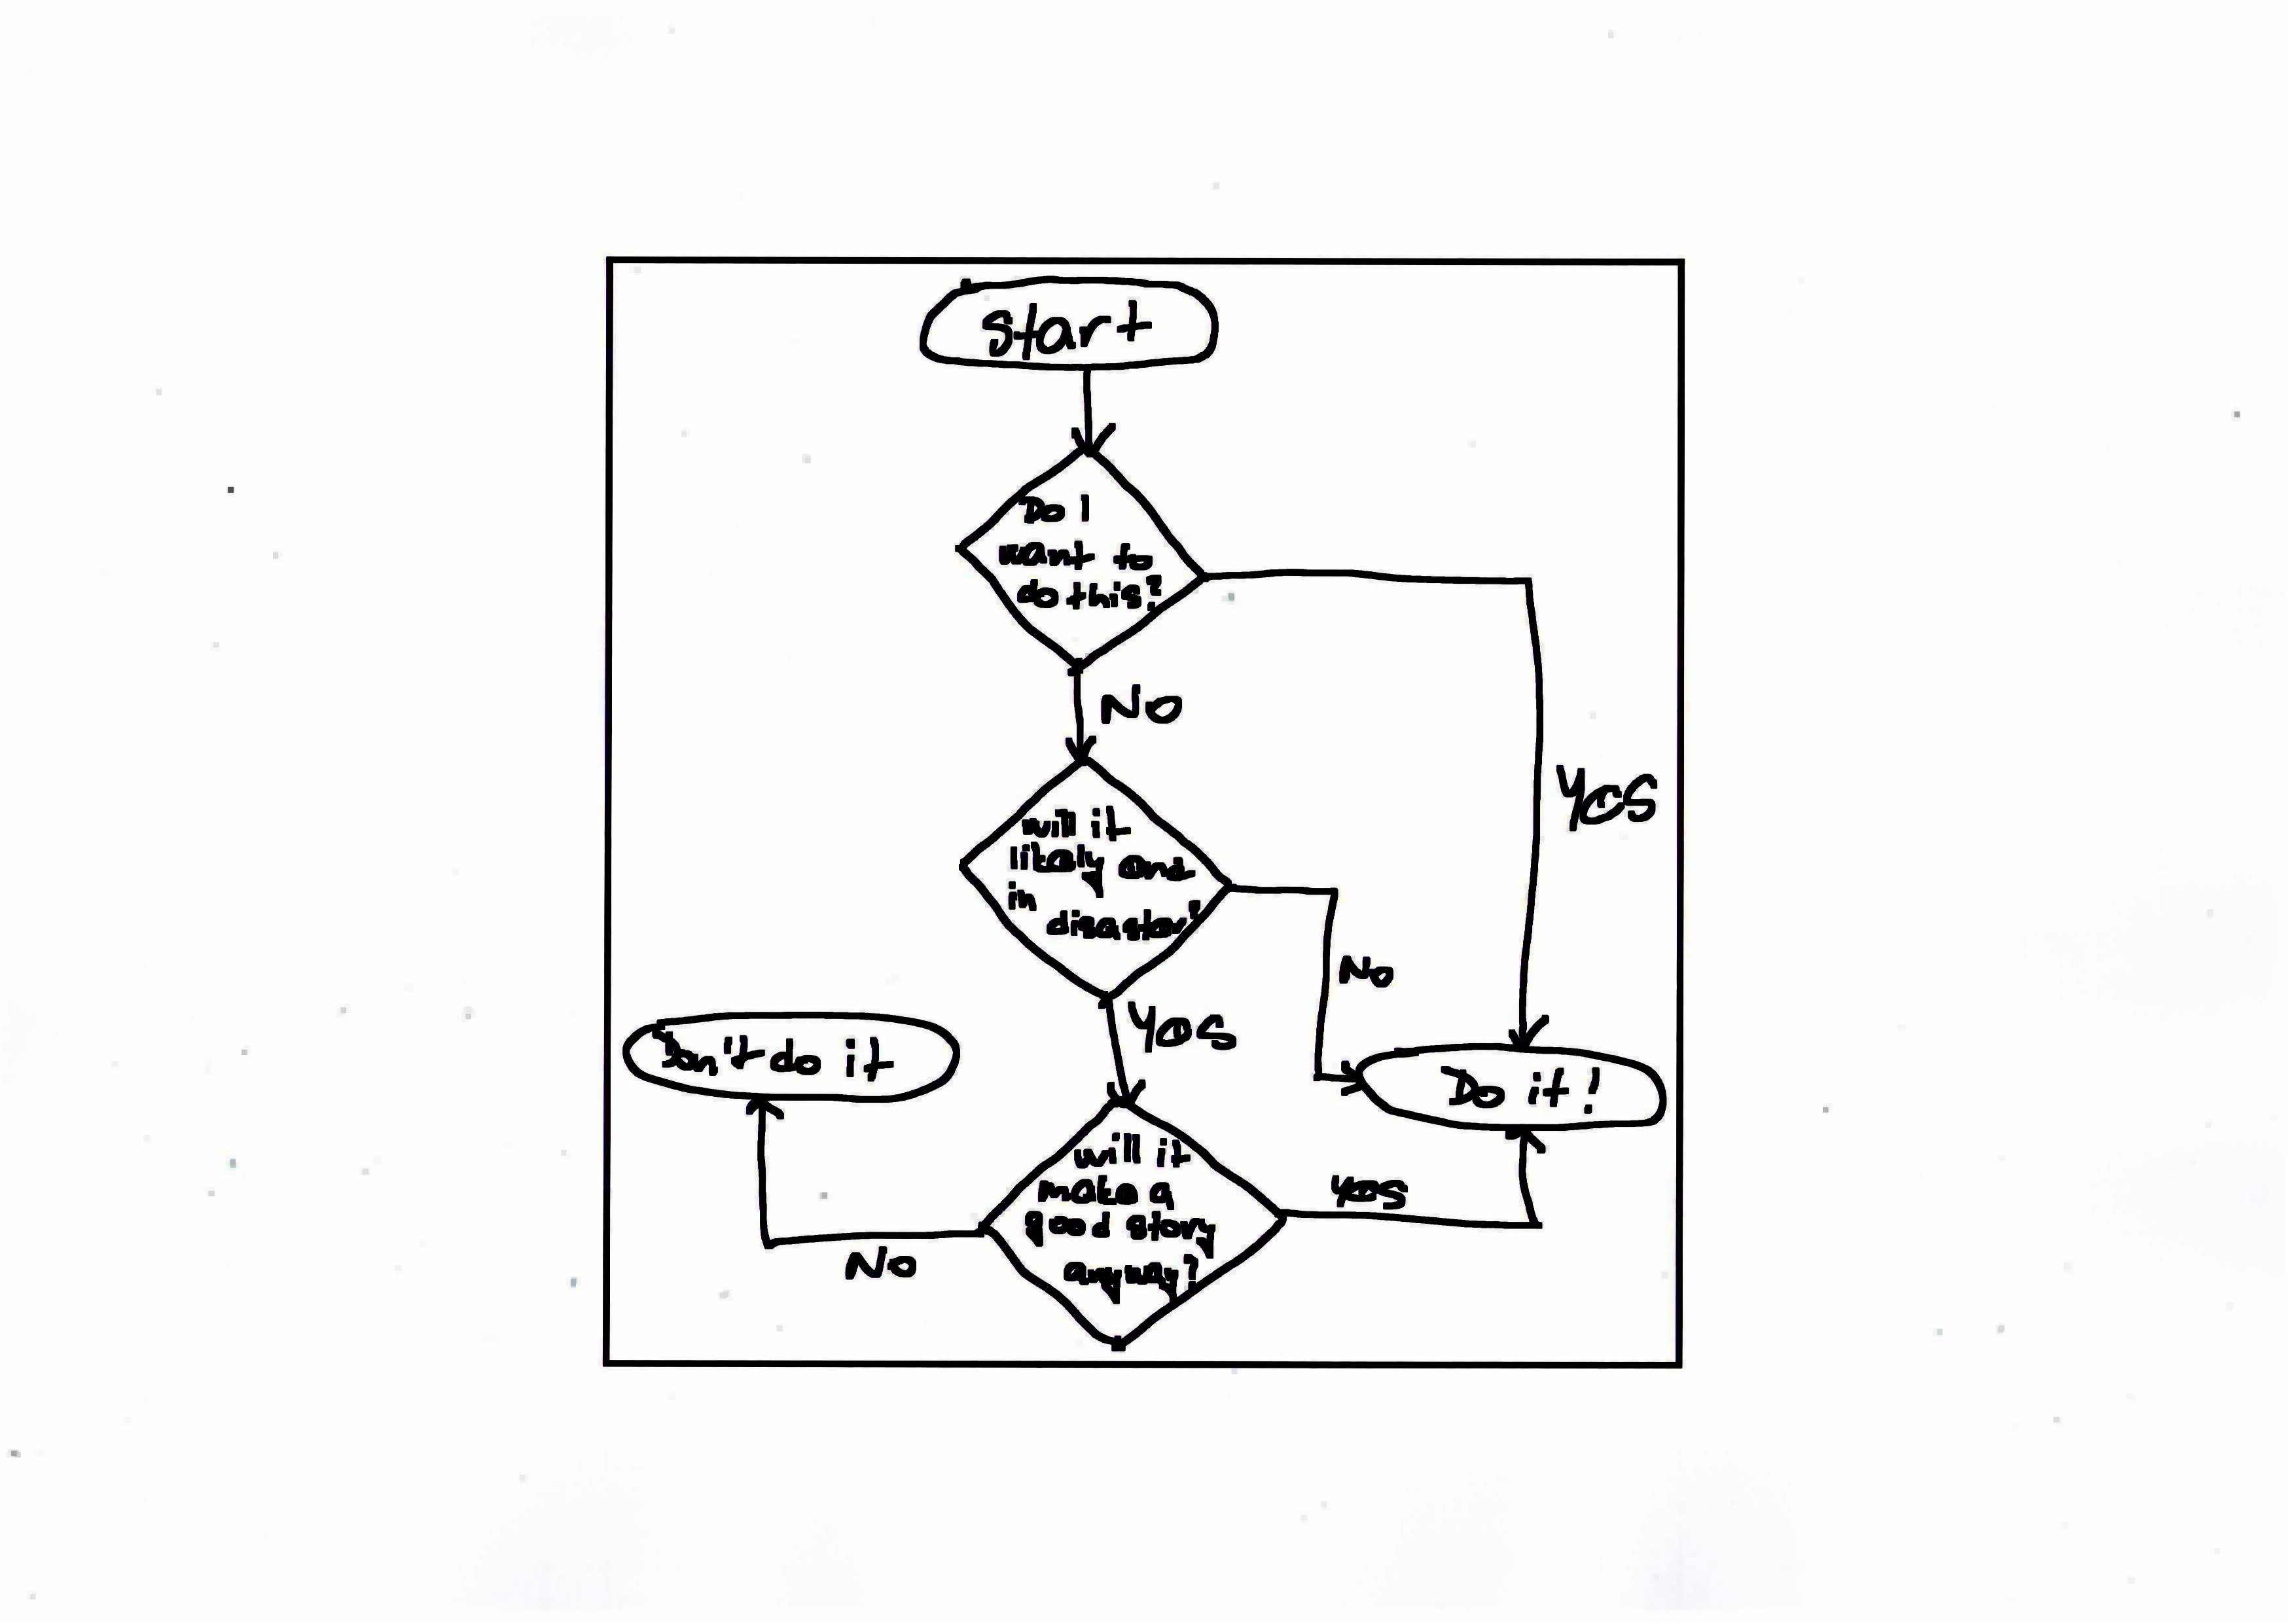 start
Do I
want to
do this?
No
Yes
will it
likely end
in
disaster?
No
Yes
Don't do it
Do it!
will it
make a
good story
anyway?
yes
No